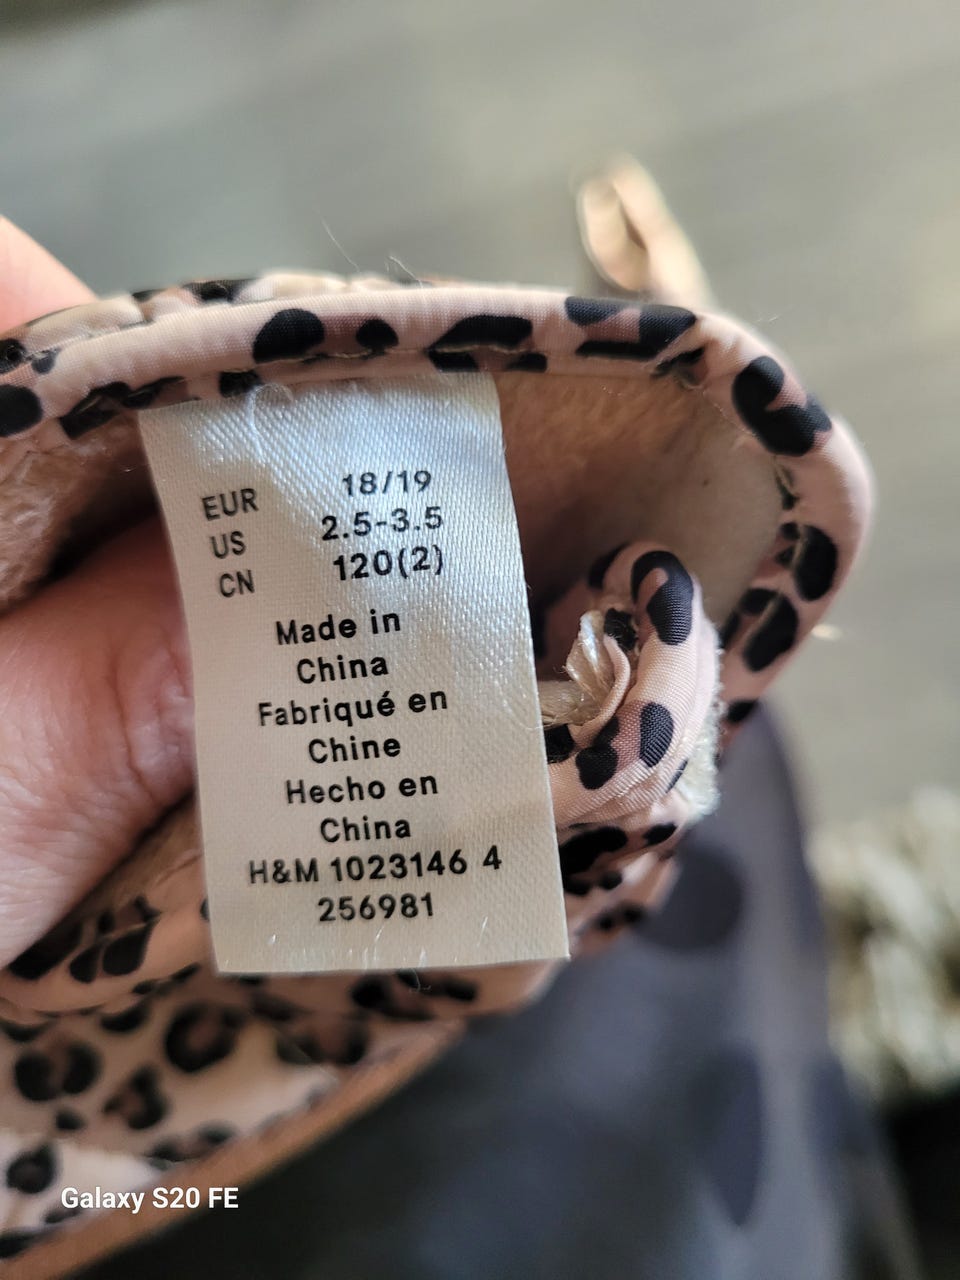 EUR 18/19
US 2.5-3.5
CN 120(2)
Made in
China
Fabriqué en
Chine
Hecho en
China
H&M 1023146 4
256981
Galaxy S20 FE